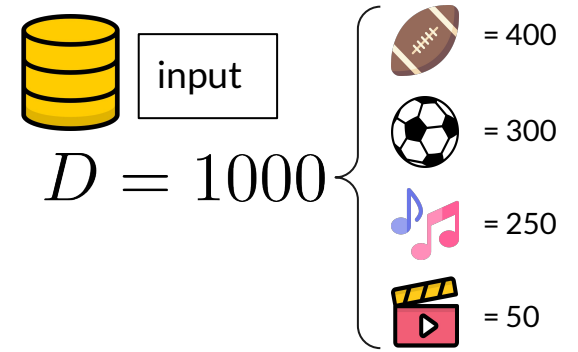 input
D = 1000
= 400
= 300
= 250
= 50